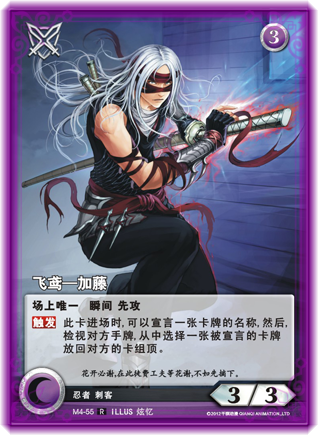 3
飞鸢—加藤
场上唯一 瞬间 先攻
触发 此卡进场时,可以宣言一张卡牌的名称,然后,
检视对方手牌,从中选择一张被宣言的卡牌
放回对方的卡组顶。
花开必谢,在此徒费工夫等花谢,不如先摘下。
忍者 刺客
3 / 3
M4-55 R ILLUS 炫忆
©2012千骐动漫 QIANQI ANIMATION.,LTD